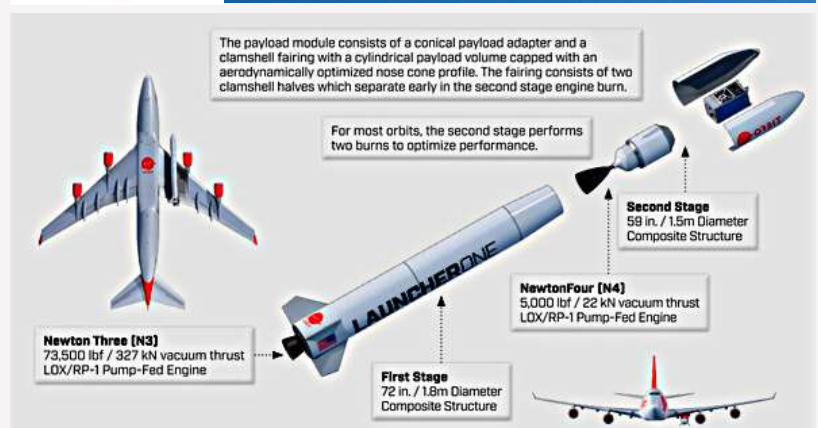 The payload module consists of a conical payload adapter and a
clamshell fairing with a cylindrical payload volume capped with an
aerodynamically optimized nose cone profile. The fairing consists of two
clamshell halves which separate early in the second stage engine burn.
For most orbits, the second stage performs
two burns to optimize performance.
ORBIT
Second Stage
59 in. / 1.5m Diameter
Composite Structure
LAUNCHERONE
NewtonFour (N4)
5,000 lbf / 22 kN vacuum thrust
LOX/RP-1 Pump-Fed Engine
Newton Three (N3)
73,500 lbf / 327 kN vacuum thrust
LOX/RP-1 Pump-Fed Engine
First Stage
72 in. / 1.8m Diameter
Composite Structure